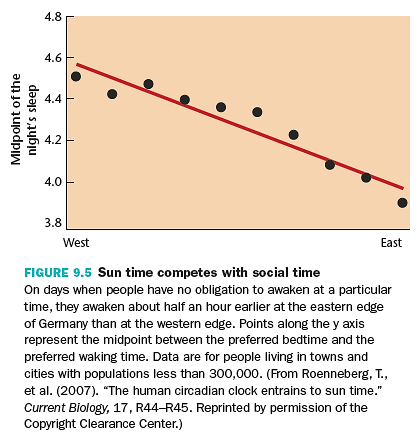 4.8
4.6
4.4
4.2
4.0
3.8
Midpoint of the
night's sleep
West
East
FIGURE 9.5 Sun time competes with social time
On days when people have no obligation to awaken at a particular
time, they awaken about half an hour earlier at the eastern edge
of Germany than at the western edge. Points along the y axis
represent the midpoint between the preferred bedtime and the
preferred waking time. Data are for people living in towns and
cities with populations less than 300,000. (From Roenneberg, T.,
et al. (2007). “The human circadian clock entrains to sun time.”
Current Biology, 17, R44–R45. Reprinted by permission of the
Copyright Clearance Center.)